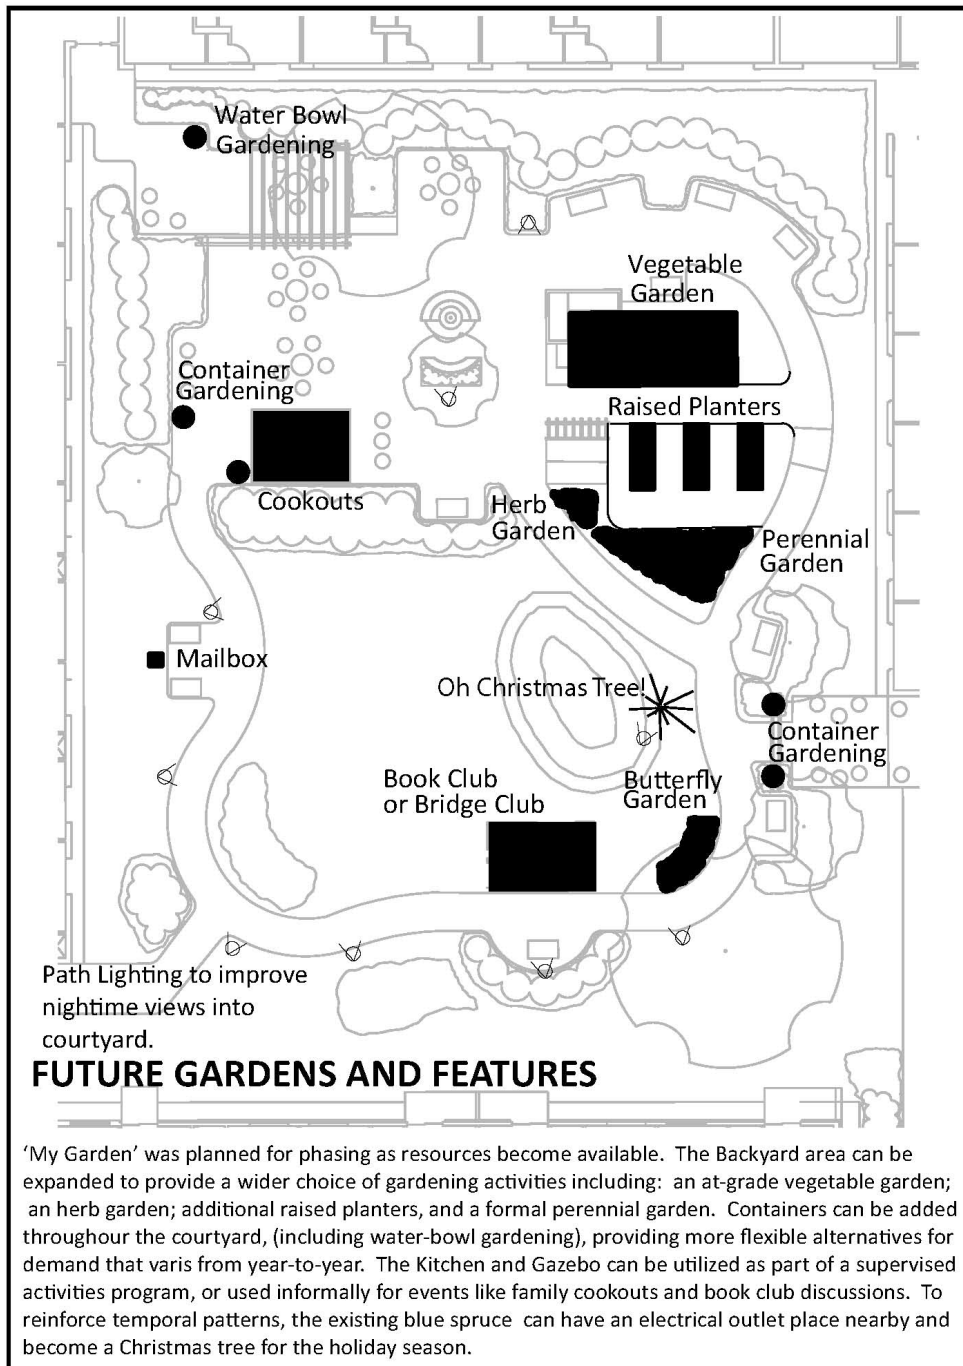 Water Bowl
Gardening
Vegetable
Garden
Container
Gardening
Raised Planters
Cookouts
Herb
Garden
Perennial
Garden
Mailbox
Oh Christmas Tree!
Container
Gardening
Book Club
or Bridge Club
Butterfly
Garden
Path Lighting to improve
nightime views into
courtyard.
FUTURE GARDENS AND FEATURES
‘My Garden’ was planned for phasing as resources become available.  The Backyard area can be
expanded to provide a wider choice of gardening activities including:  an at-grade vegetable garden;
an herb garden; additional raised planters, and a formal perennial garden.  Containers can be added
throughour the courtyard, (including water-bowl gardening), providing more flexible alternatives for
demand that varis from year-to-year.  The Kitchen and Gazebo can be utilized as part of a supervised
activities program, or used informally for events like family cookouts and book club discussions.  To
reinforce temporal patterns, the existing blue spruce  can have an electrical outlet place nearby and
become a Christmas tree for the holiday season.